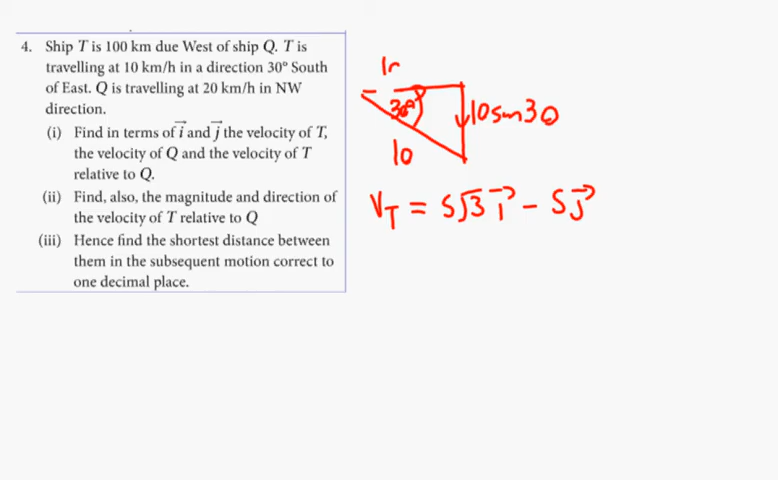 4. Ship T is 100 km due West of ship Q. T is
travelling at 10 km/h in a direction 30° South
of East. Q is travelling at 20 km/h in NW
direction.
(i) Find in terms of i⃗ and j⃗ the velocity of T,
the velocity of Q and the velocity of T
relative to Q.
(ii) Find, also, the magnitude and direction of
the velocity of T relative to Q
(iii) Hence find the shortest distance between
them in the subsequent motion correct to
one decimal place.
30°
10 sin 30
10
V_T = 5√3 i⃗ - 5 j⃗